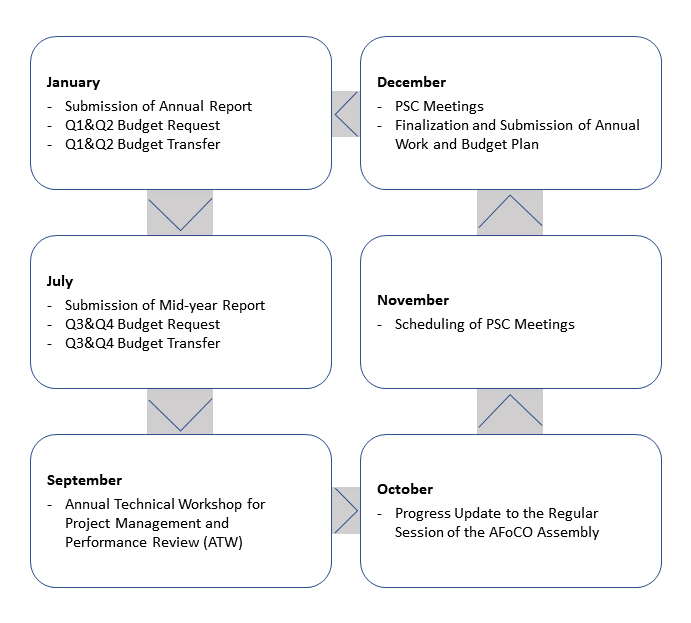 January
- Submission of Annual Report
- Q1&Q2 Budget Request
- Q1&Q2 Budget Transfer
July
- Submission of Mid-year Report
- Q3&Q4 Budget Request
- Q3&Q4 Budget Transfer
September
- Annual Technical Workshop for
Project Management and
Performance Review (ATW)
October
- Progress Update to the Regular
Session of the AFoCO Assembly
November
- Scheduling of PSC Meetings
December
- PSC Meetings
- Finalization and Submission of Annual
Work and Budget Plan